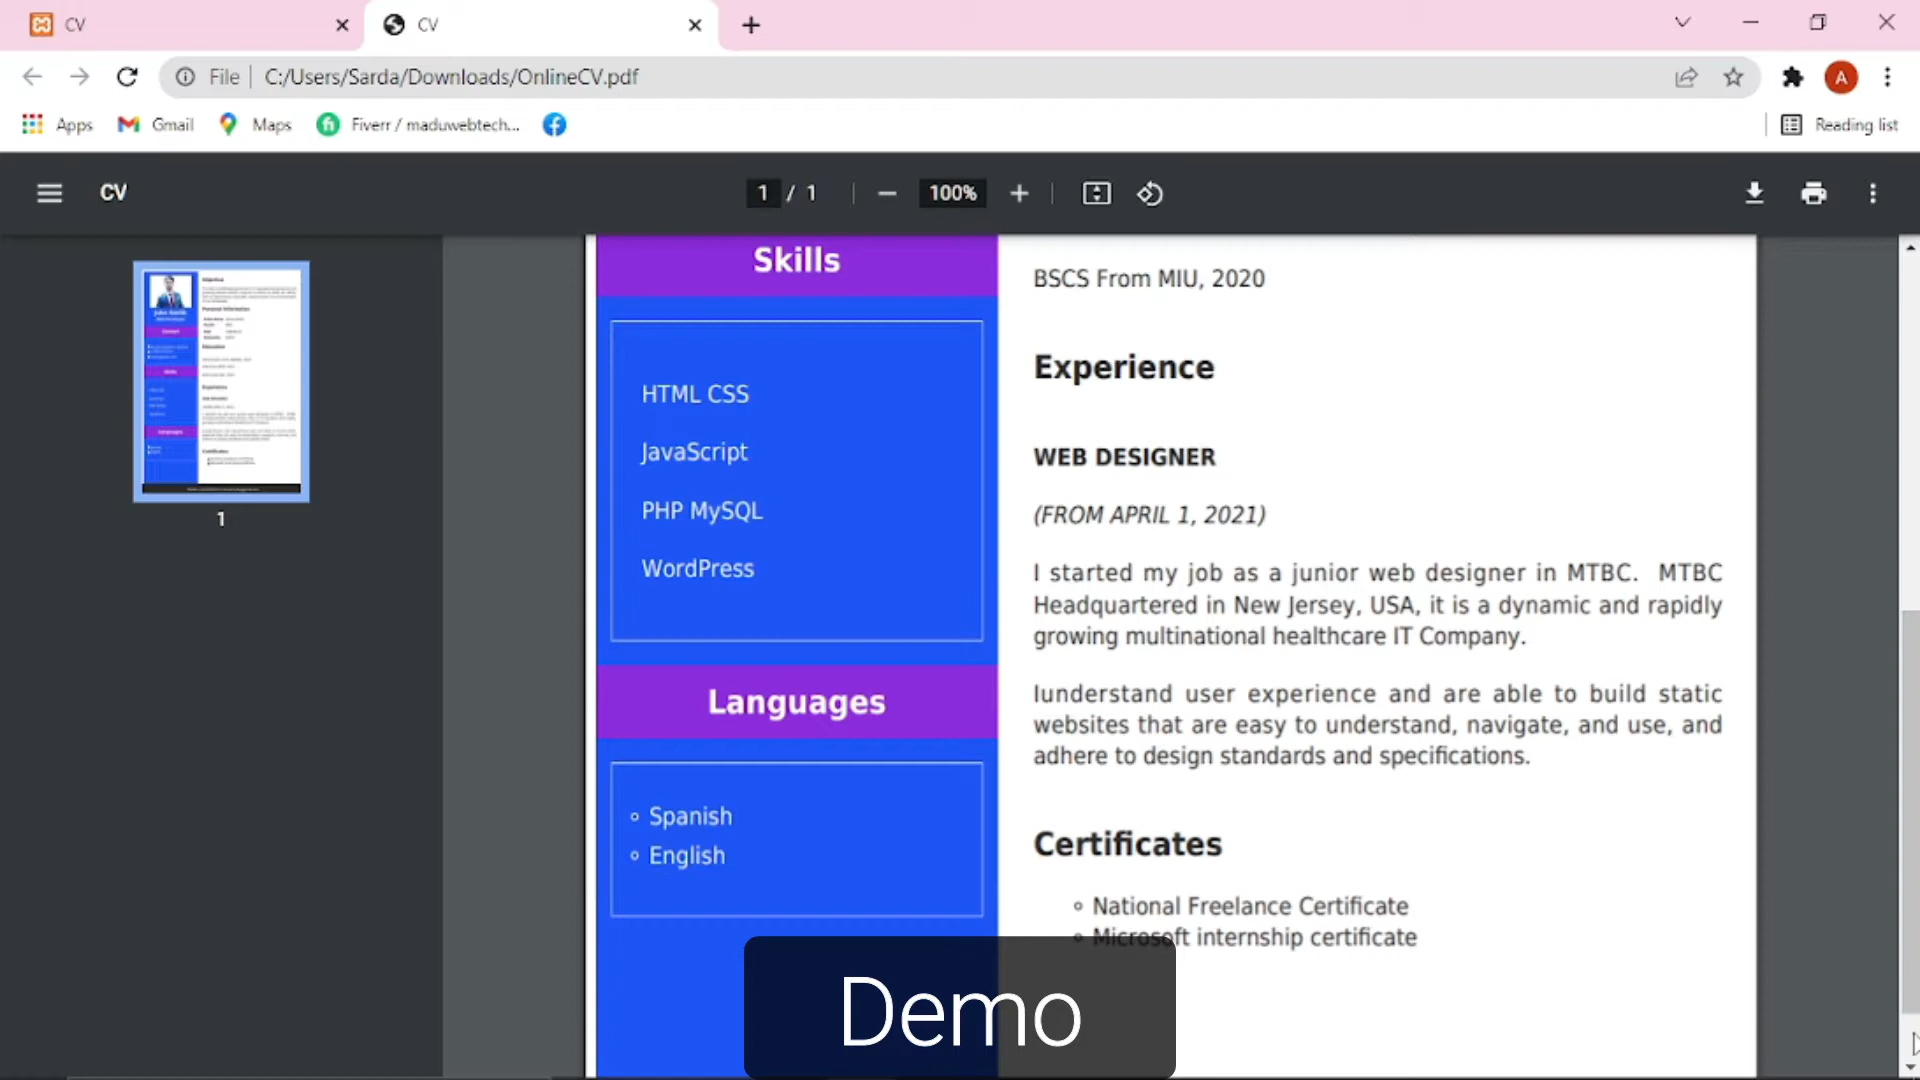 CV
CV
File
C:/Users/Sarda/Downloads/OnlineCV.pdf
A
Apps
Gmail
Maps
Fiverr / maduwebtech...
Reading list
CV
1 / 1
100%
1
Skills
HTML CSS
JavaScript
PHP MySQL
WordPress
Languages
Spanish
English
BSCS From MIU, 2020
Experience
WEB DESIGNER
(FROM APRIL 1, 2021)
I started my job as a junior web designer in MTBC. MTBC
Headquartered in New Jersey, USA, it is a dynamic and rapidly
growing multinational healthcare IT Company.
Iunderstand user experience and are able to build static
websites that are easy to understand, navigate, and use, and
adhere to design standards and specifications.
Certificates
National Freelance Certificate
Microsoft internship certificate
Demo